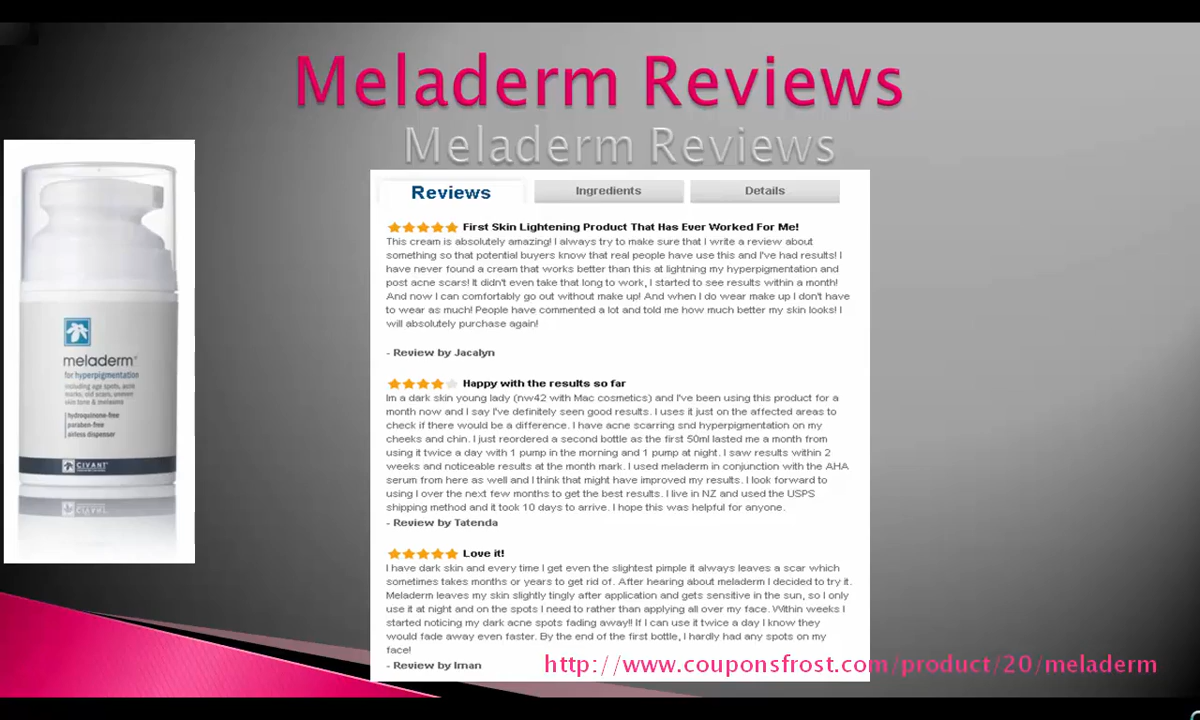 Meladerm Reviews
Meladerm Reviews
Reviews Ingredients Details
First Skin Lightening Product That Has Ever Worked For Me!
This cream is absolutely amazing! I always try to make sure that I write a review about
something so that potential buyers know that real people have use this and I've had results! I
have never found a cream that works better than this at lightning my hyperpigmentation and
post acne scars! It didn't even take that long to work, I started to see results within a month!
And now I can comfortably go out without make up! And when I do wear make up I don't have
to wear as much! People have commented a lot and told me how much better my skin looks! I
will absolutely purchase again!
- Review by Jacalyn
Happy with the results so far
Im a dark skin young lady (nw42 with Mac cosmetics) and I've been using this product for a
month now and I say I've definitely seen good results. I uses it just on the affected areas to
check if there would be a difference. I have acne scarring snd hyperpigmentation on my
cheeks and chin. I just reordered a second bottle as the first 50ml lasted me a month from
using it twice a day with 1 pump in the morning and 1 pump at night. I saw results within 2
weeks and noticeable results at the month mark. I used meladerm in conjunction with the AHA
serum from here as well and I think that might have improved my results. I look forward to
using I over the next few months to get the best results. I live in NZ and used the USPS
shipping method and it took 10 days to arrive. I hope this was helpful for anyone.
- Review by Tatenda
Love it!
I have dark skin and every time I get even the slightest pimple it always leaves a scar which
sometimes takes months or years to get rid of. After hearing about meladerm I decided to try it.
Meladerm leaves my skin slightly tingly after application and gets sensitive in the sun, so I only
use it at night and on the spots I need to rather than applying all over my face. Within weeks I
started noticing my dark acne spots fading away!! If I can use it twice a day I know they
would fade away even faster. By the end of the first bottle, I hardly had any spots on my
face!
- Review by Iman
http://www.couponsfrost.com/product/20/meladerm
meladerm®
for hyperpigmentation
including age spots, acne
marks, old scars, uneven
skin tone & melasma
hydroquinone-free
paraben-free
airless dispenser
CIVANT